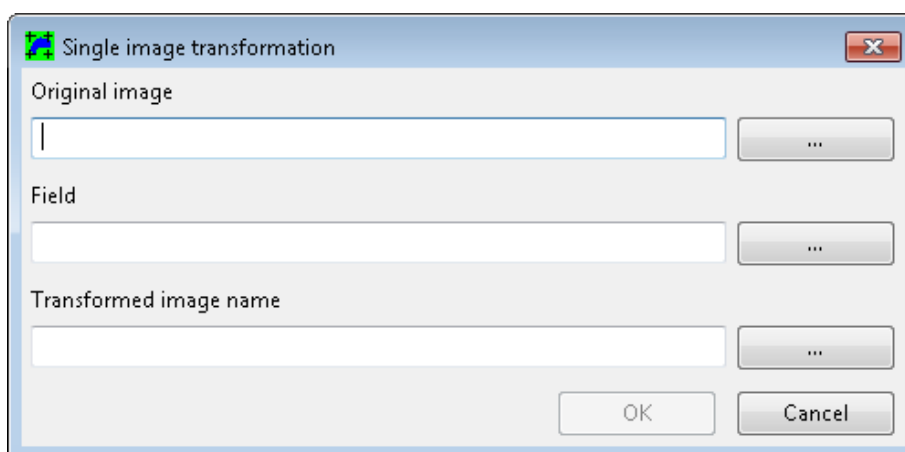 Single image transformation
Original image
...
Field
...
Transformed image name
...
OK Cancel